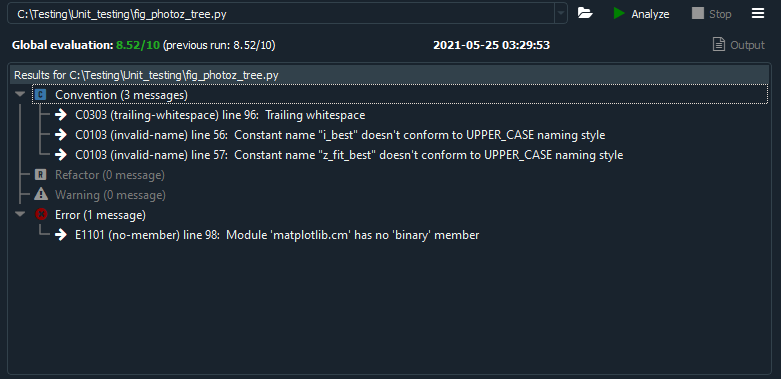 C:\Testing\Unit_testing\fig_photoz_tree.py Analyze Stop
Global evaluation: 8.52/10 (previous run: 8.52/10) 2021-05-25 03:29:53 Output
Results for C:\Testing\Unit_testing\fig_photoz_tree.py
C Convention (3 messages)
C0303 (trailing-whitespace) line 96: Trailing whitespace
C0103 (invalid-name) line 56: Constant name "i_best" doesn't conform to UPPER_CASE naming style
C0103 (invalid-name) line 57: Constant name "z_fit_best" doesn't conform to UPPER_CASE naming style
R Refactor (0 message)
Warning (0 message)
Error (1 message)
E1101 (no-member) line 98: Module 'matplotlib.cm' has no 'binary' member